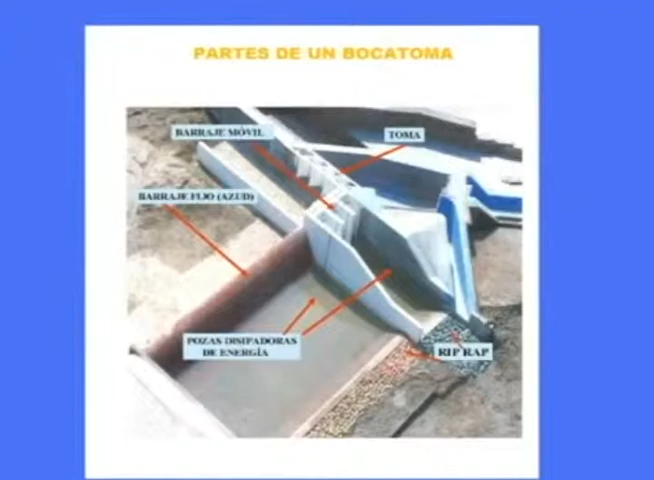 PARTES DE UN BOCATOMA
BARRAJE MÓVIL
TOMA
BARRAJE FIJO (AZUD)
POZAS DISIPADORAS
DE ENERGÍA
RIP RAP